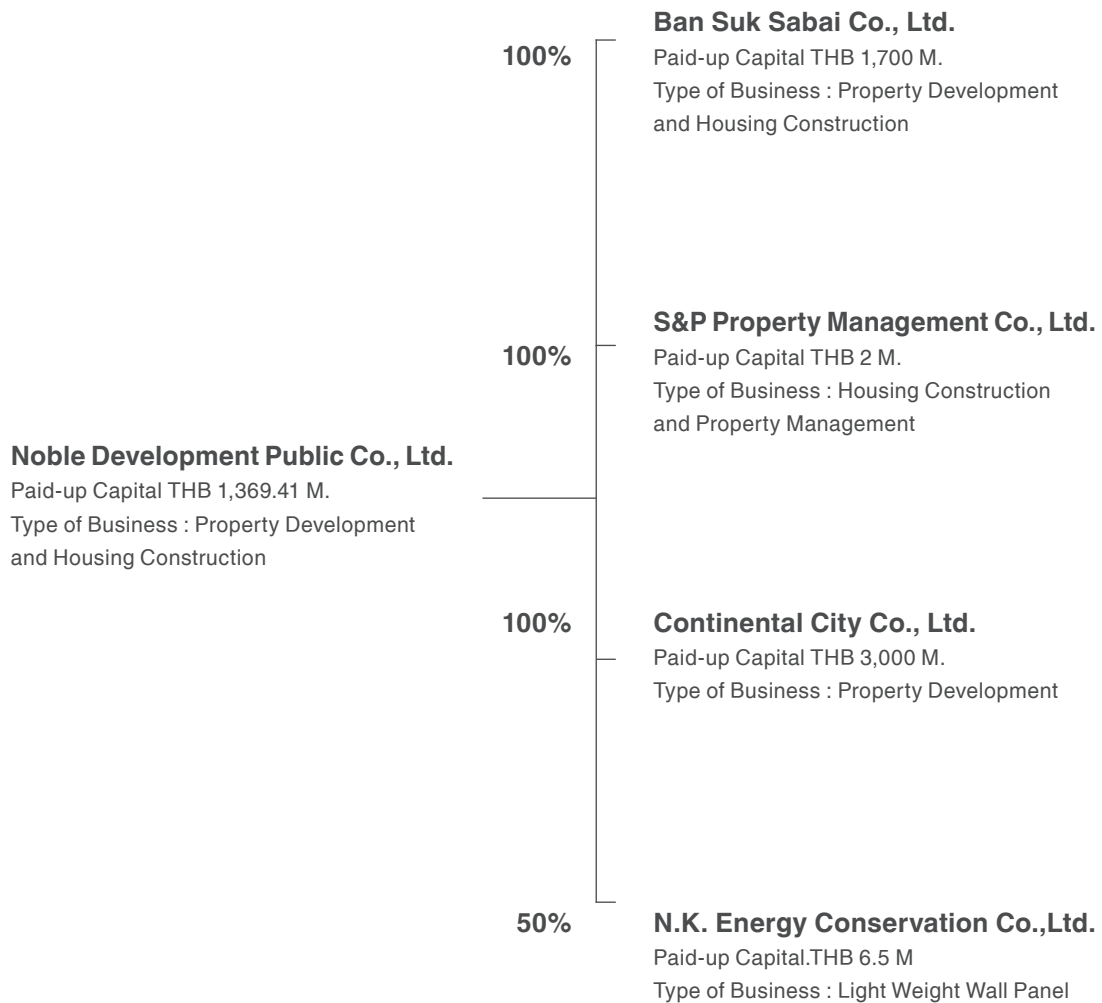 100%
Ban Suk Sabai Co., Ltd.
Paid-up Capital THB 1,700 M.
Type of Business : Property Development
and Housing Construction
100%
S&P Property Management Co., Ltd.
Paid-up Capital THB 2 M.
Type of Business : Housing Construction
and Property Management
Noble Development Public Co., Ltd.
Paid-up Capital THB 1,369.41 M.
Type of Business : Property Development
and Housing Construction
100%
Continental City Co., Ltd.
Paid-up Capital THB 3,000 M.
Type of Business : Property Development
50%
N.K. Energy Conservation Co.,Ltd.
Paid-up Capital.THB 6.5 M
Type of Business : Light Weight Wall Panel